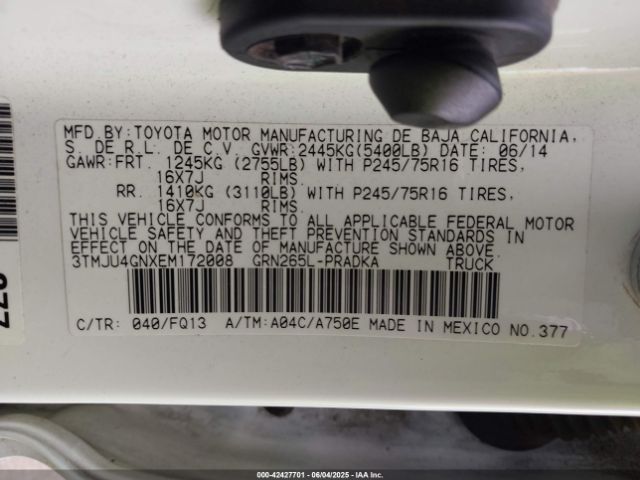 MFD.BY:TOYOTA MOTOR MANUFACTURING DE BAJA CALIFORNIA,
S. DE R.L. DE C.V. GVWR:2445KG(5400LB) DATE: 06/14
GAWR:FRT. 1245KG (2755LB) WITH P245/75R16 TIRES,
16X7J RIMS
RR. 1410KG (3110LB) WITH P245/75R16 TIRES,
16X7J RIMS.
THIS VEHICLE CONFORMS TO ALL APPLICABLE FEDERAL MOTOR
VEHICLE SAFETY AND THEFT PREVENTION STANDARDS IN
EFFECT ON THE DATE OF MANUFACTURE SHOWN ABOVE.
3TMJU4GNXEM172008 GRN265L-PRADKA TRUCK
C/TR: 040/FQ13 A/TM:A04C/A750E MADE IN MEXICO NO.377
000-42427701 - 06/04/2025 - IAA Inc.